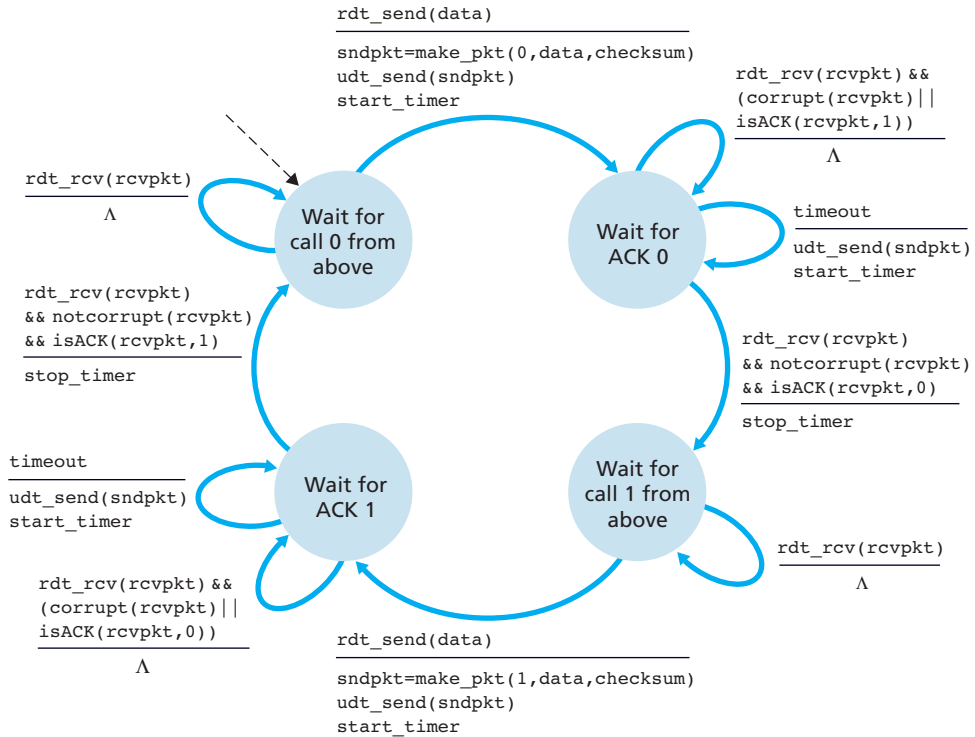 rdt_send(data)
sndpkt=make_pkt(0,data,checksum)
udt_send(sndpkt)
start_timer
rdt_rcv(rcvpkt) &&
(corrupt(rcvpkt)||
isACK(rcvpkt,1))
Λ
rdt_rcv(rcvpkt)
Λ
Wait for
call 0 from
above
Wait for
ACK 0
timeout
udt_send(sndpkt)
start_timer
rdt_rcv(rcvpkt)
&& notcorrupt(rcvpkt)
&& isACK(rcvpkt,1)
stop_timer
rdt_rcv(rcvpkt)
&& notcorrupt(rcvpkt)
&& isACK(rcvpkt,0)
stop_timer
timeout
udt_send(sndpkt)
start_timer
Wait for
ACK 1
Wait for
call 1 from
above
rdt_rcv(rcvpkt)
Λ
rdt_rcv(rcvpkt) &&
(corrupt(rcvpkt)||
isACK(rcvpkt,0))
Λ
rdt_send(data)
sndpkt=make_pkt(1,data,checksum)
udt_send(sndpkt)
start_timer